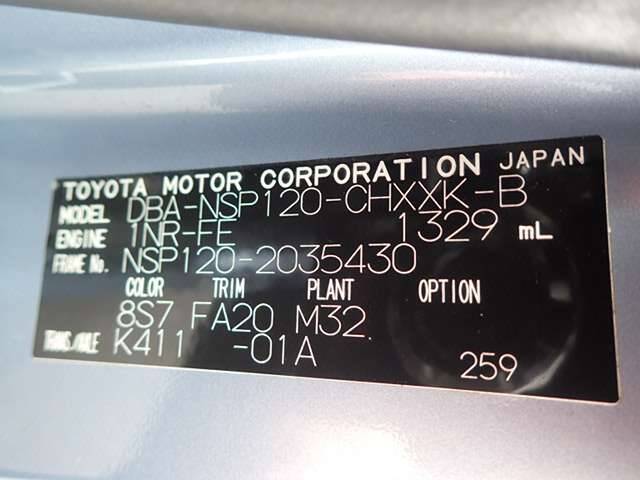 TOYOTA MOTOR CORPORATION JAPAN
MODEL DBA-NSP120-CHXXK-B
ENGINE 1NR-FE 1329 mL
FRAME No. NSP120-2035430
COLOR TRIM PLANT OPTION
8S7 FA20 M32
TRANS/AXLE K411 -01A
259